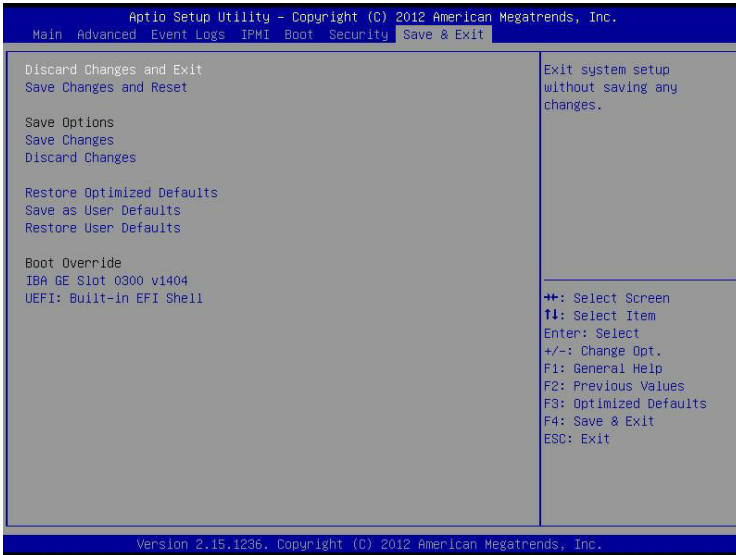 Aptio Setup Utility – Copyright (C) 2012 American Megatrends, Inc.
Main Advanced Event Logs IPMI Boot Security Save & Exit
Discard Changes and Exit
Save Changes and Reset
Save Options
Save Changes
Discard Changes
Restore Optimized Defaults
Save as User Defaults
Restore User Defaults
Boot Override
IBA GE Slot 0300 v1404
UEFI: Built-in EFI Shell
Exit system setup
without saving any
changes.
→←: Select Screen
↑↓: Select Item
Enter: Select
+/-: Change Opt.
F1: General Help
F2: Previous Values
F3: Optimized Defaults
F4: Save & Exit
ESC: Exit
Version 2.15.1236. Copyright (C) 2012 American Megatrends, Inc.